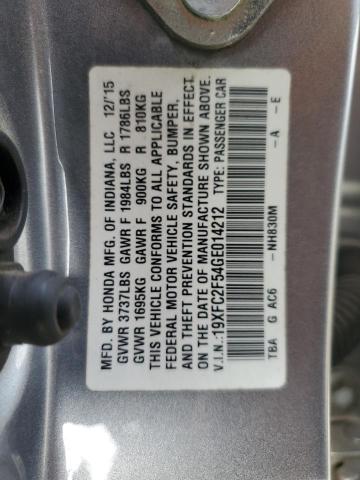 MFD. BY HONDA MFG. OF INDIANA, LLC 12/'15
GVWR 3737LBS GAWR F 1984LBS R 1786LBS
GVWR 1695KG GAWR F 900KG R 810KG
THIS VEHICLE CONFORMS TO ALL APPLICABLE
FEDERAL MOTOR VEHICLE SAFETY, BUMPER,
AND THEFT PREVENTION STANDARDS IN EFFECT
ON THE DATE OF MANUFACTURE SHOWN ABOVE.
V.I.N.: 19XFC2F54GE014212 TYPE: PASSENGER CAR
TBA G AC6 -NH830M -A -E